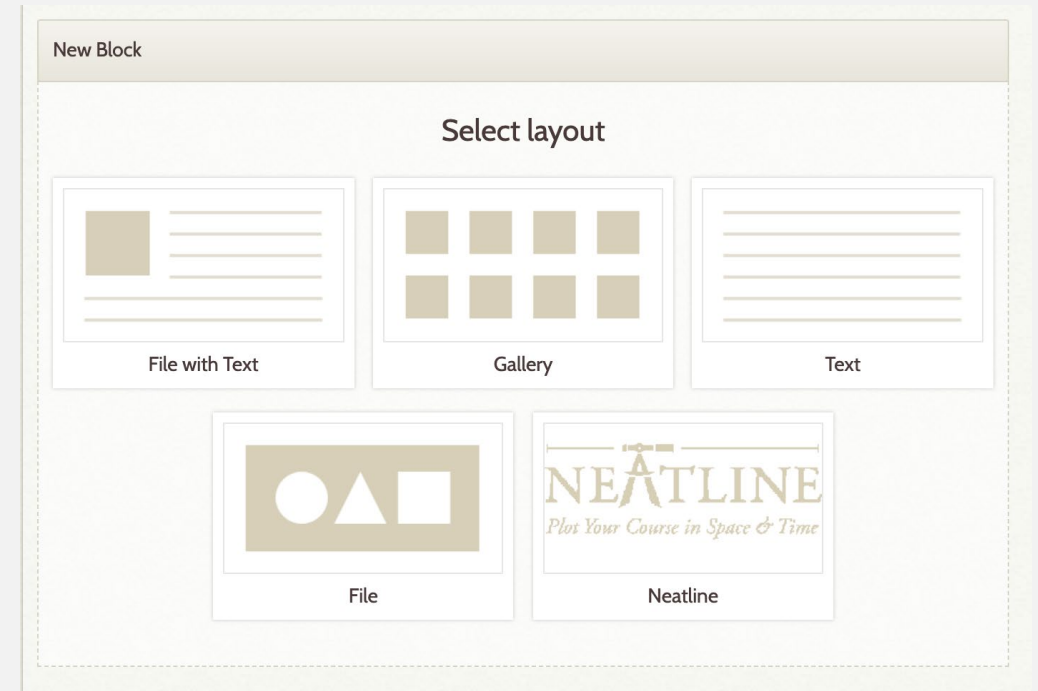 New Block
Select layout
File with Text
Gallery
Text
NEATLINE
Plot Your Course in Space & Time
File
Neatline